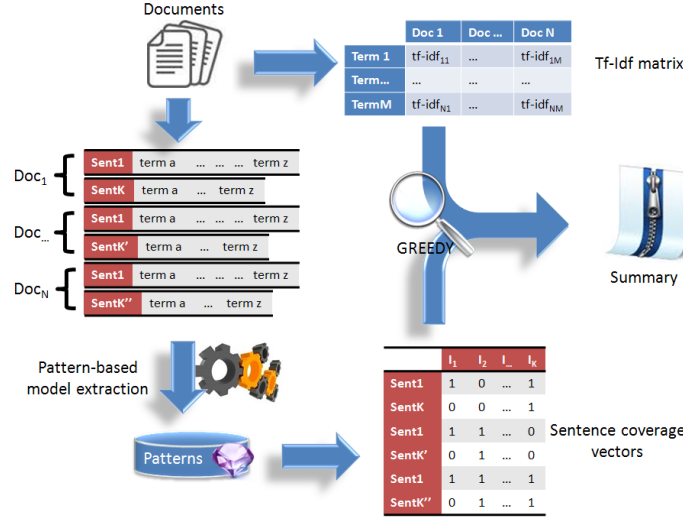 Documents
Doc 1 Doc ... Doc N
Term 1 tf-idf11 ... tf-idf1M
Term... ... ... ...
TermM tf-idfN1 ... tf-idfNM
Tf-Idf matrix
Doc1
Sent1 term a ... ... ... term z
SentK term a ... term z
Doc...
Sent1 term a ... ... ... term z
SentK' term a ... term z
DocN
Sent1 term a ... ... ... term z
SentK'' term a ... term z
GREEDY
Summary
Pattern-based
model extraction
Patterns
I1 I2 I... IK
Sent1 1 0 ... 1
SentK 0 0 ... 1
Sent1 1 1 ... 0
SentK' 0 1 ... 0
Sent1 1 1 ... 1
SentK'' 0 1 ... 1
Sentence coverage
vectors